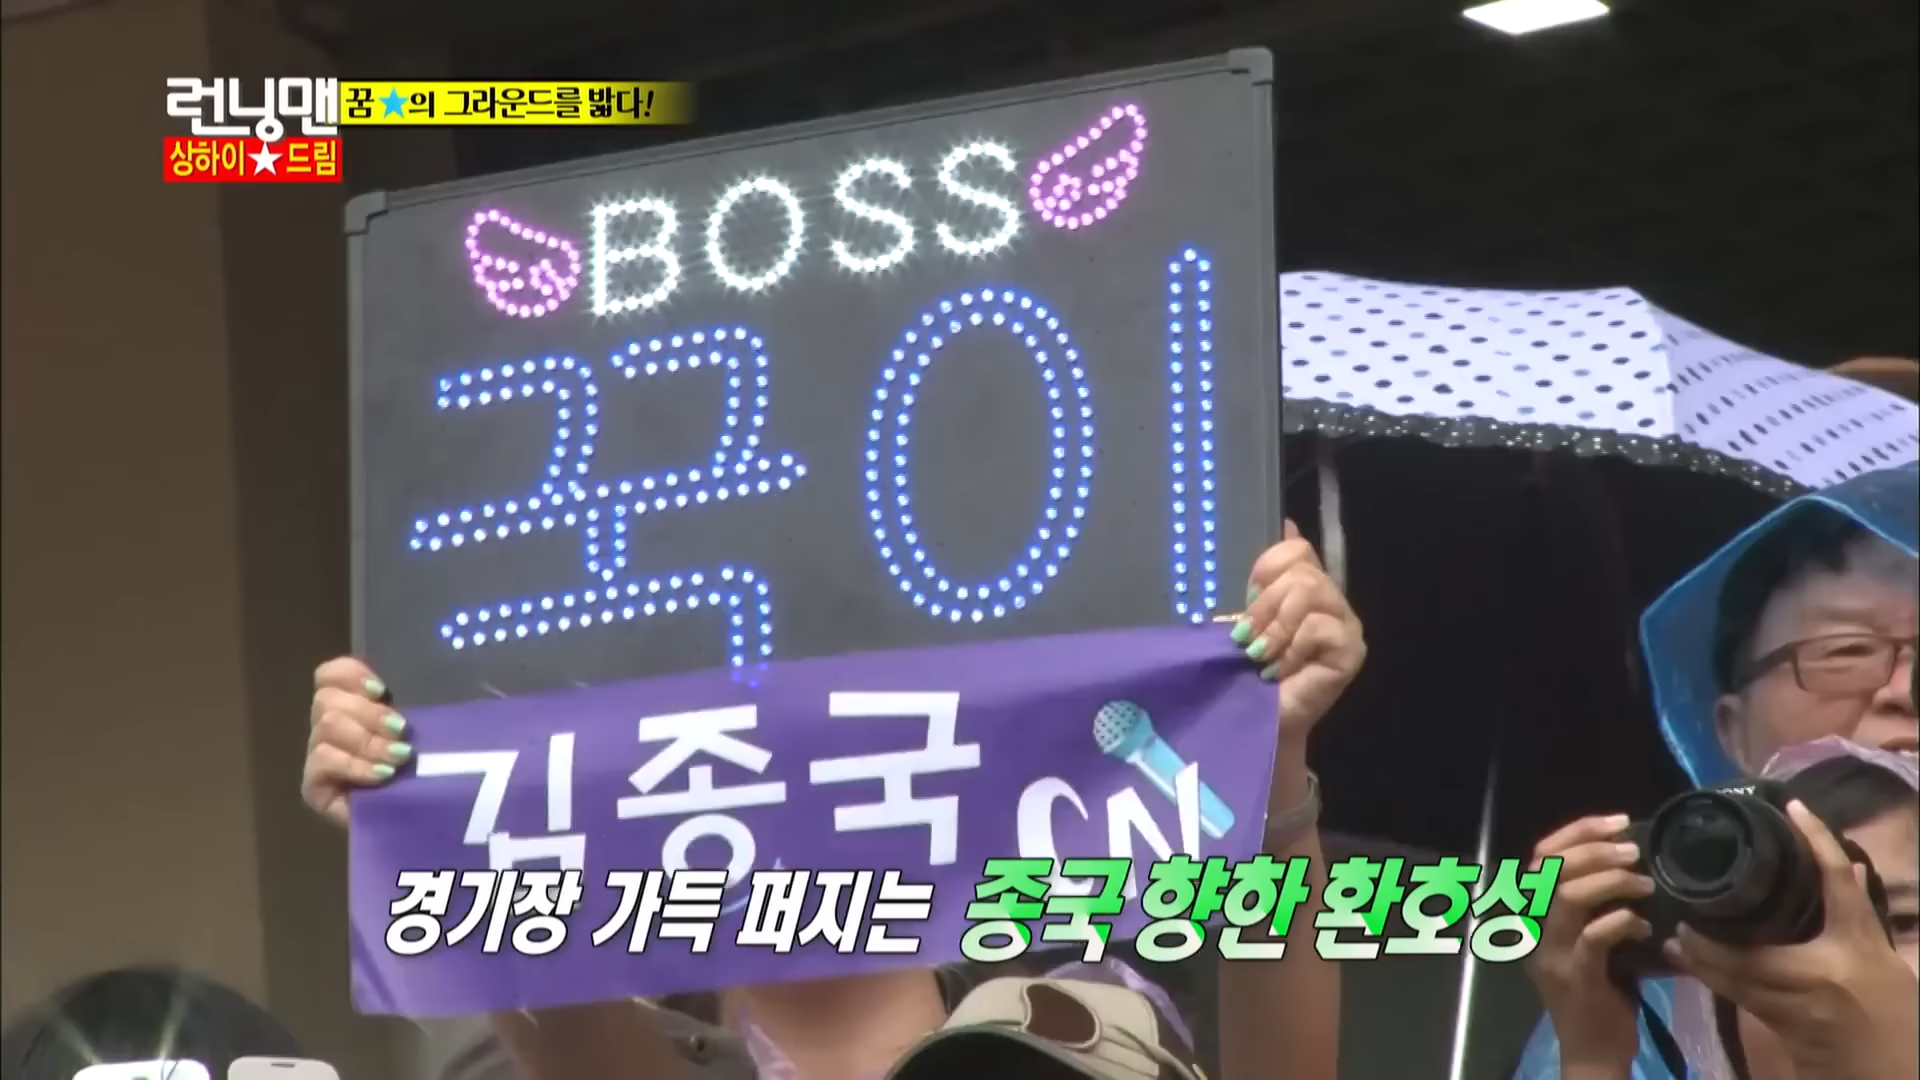 런닝맨 꿈★의 그라운드를 밟다!
상하이★드림
BOSS
국이
김종국 CN
경기장 가득 퍼지는 종국 향한 환호성
SONY